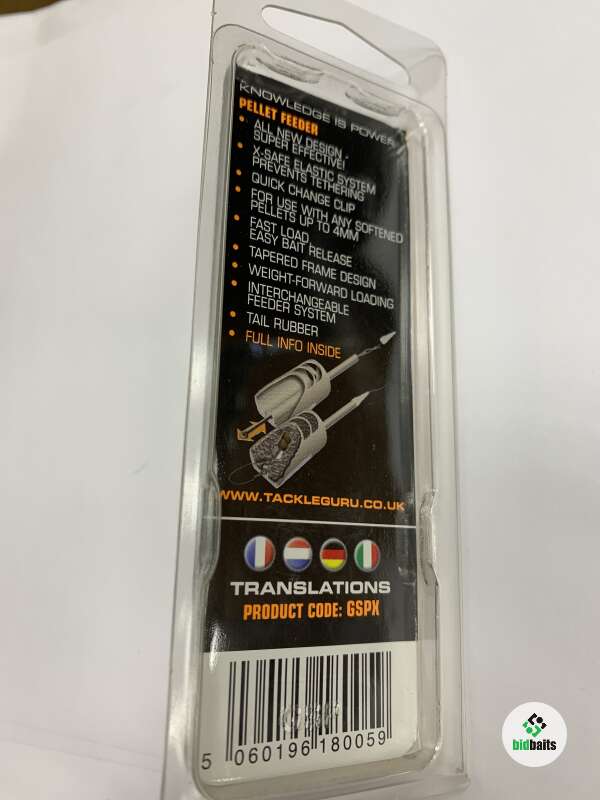 KNOWLEDGE IS POWER
PELLET FEEDER
• ALL NEW DESIGN -
SUPER EFFECTIVE!
• X-SAFE ELASTIC SYSTEM
PREVENTS TETHERING
• QUICK CHANGE CLIP
• FOR USE WITH ANY SOFTENED
PELLETS UP TO 4MM
• FAST LOAD,
EASY BAIT RELEASE
• TAPERED FRAME DESIGN
• WEIGHT-FORWARD LOADING
• INTERCHANGEABLE
FEEDER SYSTEM
• TAIL RUBBER
• FULL INFO INSIDE
WWW.TACKLEGURU.CO.UK
TRANSLATIONS
PRODUCT CODE: GSPX
5 060196 180059
bidbaits